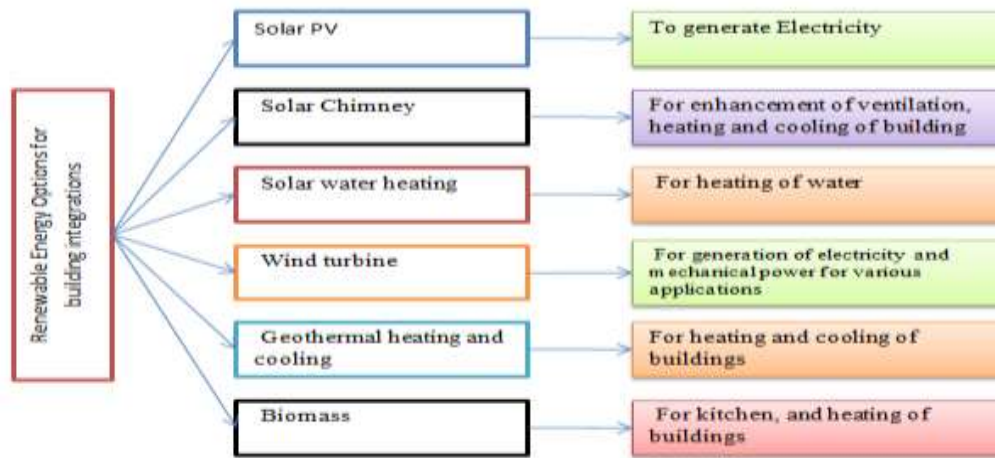 Renewable Energy Options for
building integrations
Solar PV
To generate Electricity
Solar Chimney
For enhancement of ventilation,
heating and cooling of building
Solar water heating
For heating of water
Wind turbine
For generation of electricity and
mechanical power for various
applications
Geothermal heating and
cooling
For heating and cooling of
buildings
Biomass
For kitchen, and heating of
buildings